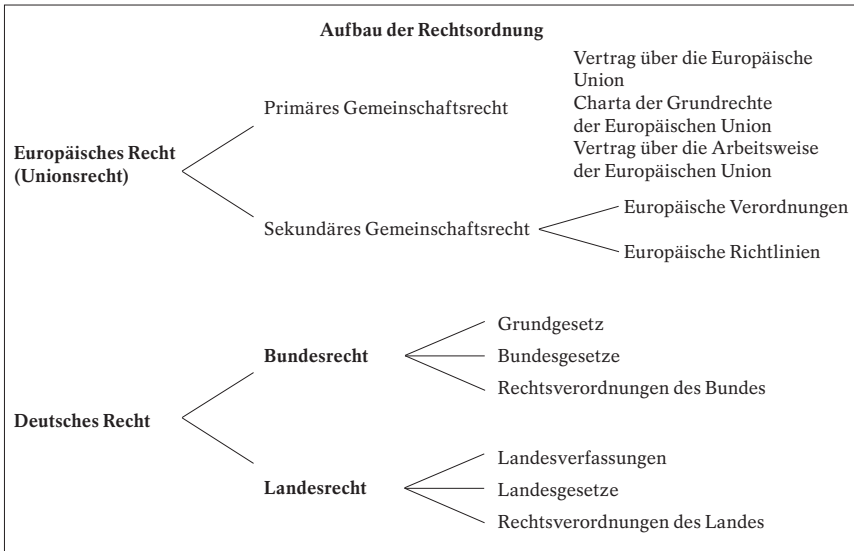 Aufbau der Rechtsordnung
Europäisches Recht
(Unionsrecht)
Primäres Gemeinschaftsrecht
Vertrag über die Europäische
Union
Charta der Grundrechte
der Europäischen Union
Vertrag über die Arbeitsweise
der Europäischen Union
Sekundäres Gemeinschaftsrecht
Europäische Verordnungen
Europäische Richtlinien
Deutsches Recht
Bundesrecht
Grundgesetz
Bundesgesetze
Rechtsverordnungen des Bundes
Landesrecht
Landesverfassungen
Landesgesetze
Rechtsverordnungen des Landes